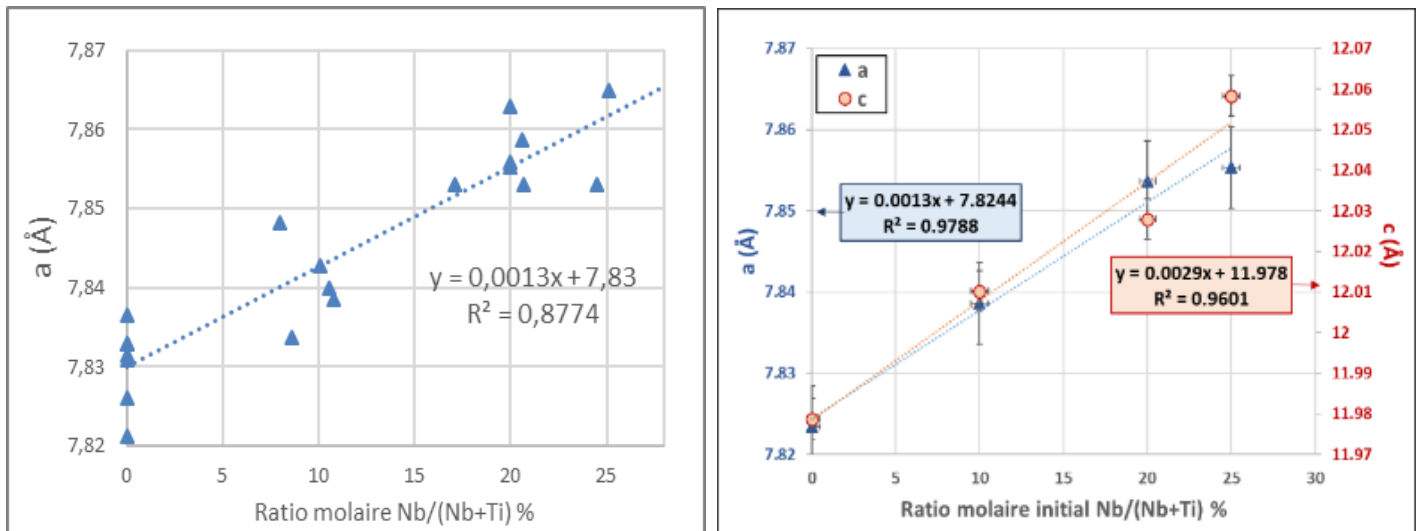 7,87
7,86
7,85
7,84
7,83
7,82
a (Å)
y = 0,0013x + 7,83
R² = 0,8774
0 5 10 15 20 25
Ratio molaire Nb/(Nb+Ti) %
7.87
7.86
7.85
7.84
7.83
7.82
a (Å)
a
c
y = 0.0013x + 7.8244
R² = 0.9788
y = 0.0029x + 11.978
R² = 0.9601
12.07
12.06
12.05
12.04
12.03
12.02
12.01
12
11.99
11.98
11.97
c (Å)
0 5 10 15 20 25 30
Ratio molaire initial Nb/(Nb+Ti) %